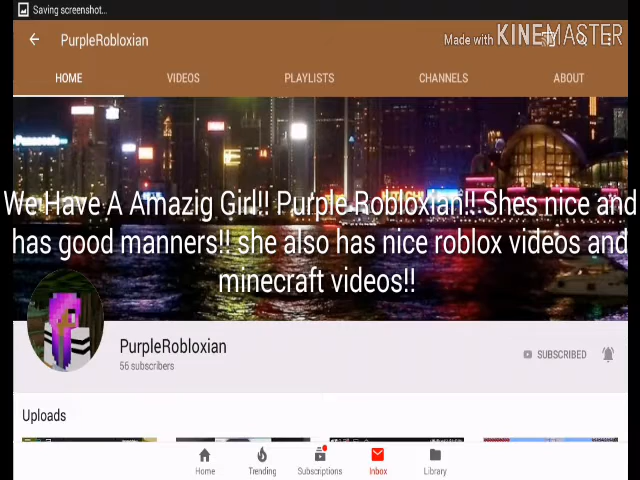 Saving screenshot...
PurpleRobloxian
Made with KINEMASTER
HOME VIDEOS PLAYLISTS CHANNELS ABOUT
Panasonic
We Have A Amazig Girl!! Purple Robloxian!! Shes nice and
has good manners!! she also has nice roblox videos and
minecraft videos!!
PurpleRobloxian
56 subscribers
SUBSCRIBED
Uploads
Home Trending Subscriptions Inbox Library